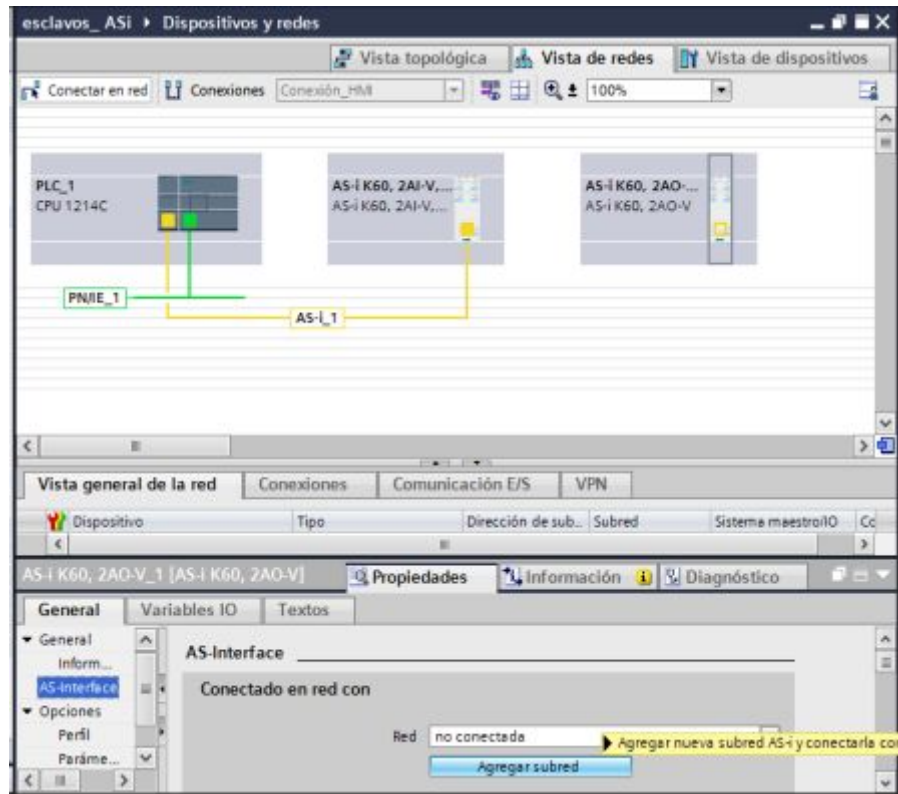 esclavos_ ASi ▸ Dispositivos y redes
Vista topológica Vista de redes Vista de dispositivos
Conectar en red Conexiones Conexión_HMI 100%
PLC_1
CPU 1214C
AS-i K60, 2AI-V,...
AS-i K60, 2AI-V,...
AS-i K60, 2AO-...
AS-i K60, 2AO-V
PN/IE_1
AS-i_1
Vista general de la red Conexiones Comunicación E/S VPN
Dispositivo Tipo Dirección de sub... Subred Sistema maestro/IO Co
AS-i K60, 2AO-V_1 [AS-i K60, 2AO-V] Propiedades Información Diagnóstico
General Variables IO Textos
General
Inform...
AS-Interface
Opciones
Perfil
Paráme...
AS-Interface
Conectado en red con
Red no conectada
Agregar nueva subred AS-i y conectarla co
Agregar subred